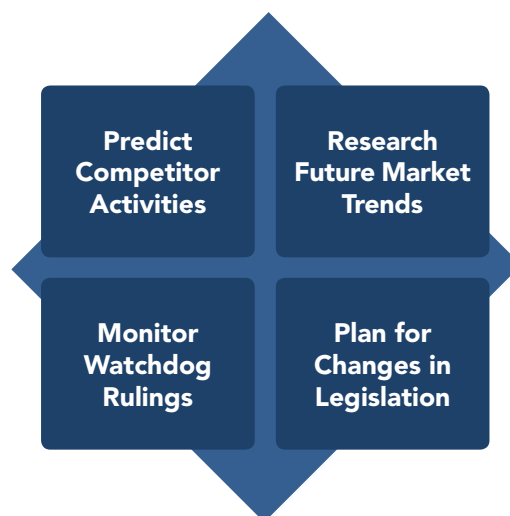 Predict
Competitor
Activities
Research
Future Market
Trends
Monitor
Watchdog
Rulings
Plan for
Changes in
Legislation